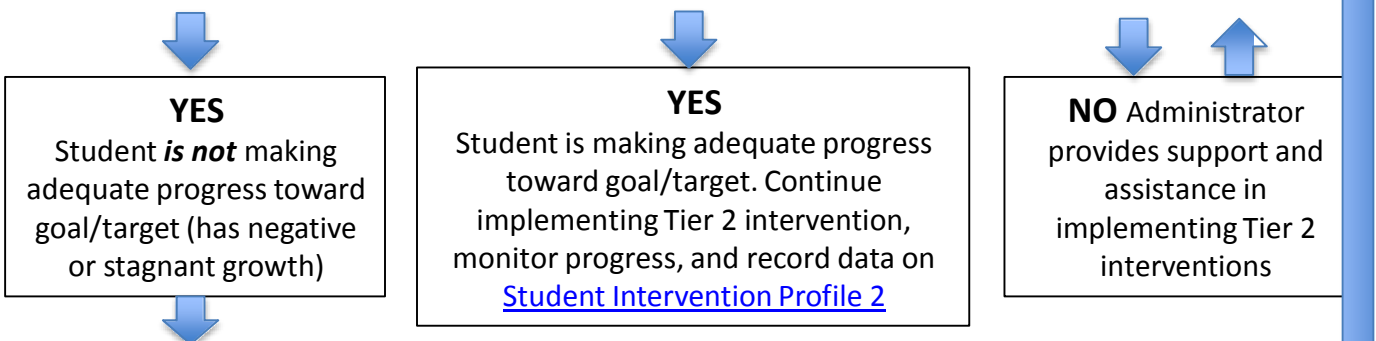 YES
Student is not making
adequate progress toward
goal/target (has negative
or stagnant growth)
YES
Student is making adequate progress
toward goal/target. Continue
implementing Tier 2 intervention,
monitor progress, and record data on
Student Intervention Profile 2
NO Administrator
provides support and
assistance in
implementing Tier 2
interventions